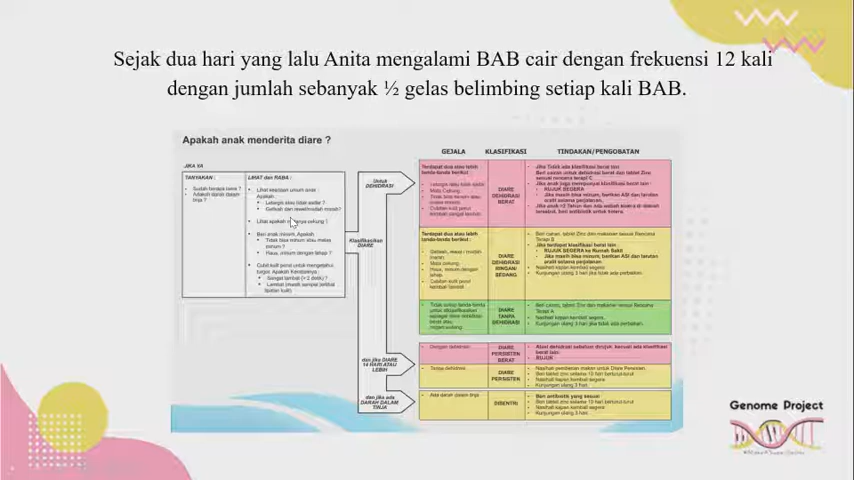 Sejak dua hari yang lalu Anita mengalami BAB cair dengan frekuensi 12 kali
dengan jumlah sebanyak ½ gelas belimbing setiap kali BAB.
Apakah anak menderita diare ?
JIKA YA
TANYAKAN :
Sudah berapa lama ?
Adakah darah dalam
tinja ?
LIHAT dan RABA :
Lihat keadaan umum anak :
Apakah :
Letargis atau tidak sadar ?
Gelisah dan rewel/mudah marah?
Lihat apakah matanya cekung ?
Beri anak minum, Apakah
Tidak bisa minum atau malas
minum ?
Haus, minum dengan lahap ?
Cubit kulit perut untuk mengetahui
turgor. Apakah Kembalinya
Sangat lambat (> 2 detik) ?
Lambat
Untuk
DEHIDRASI
Klasifikasikan
DIARE
dan jika DIARE
14 HARI ATAU
LEBIH
dan jika ada
DARAH DALAM
TINJA
GEJALA KLASIFIKASI TINDAKAN/PENGOBATAN
Terdapat dua atau lebih
tanda-tanda berikut :
Letargis atau tidak sadar
Mata Cekung
Tidak bisa minum atau
malas minum
Cubitan kulit perut
kembali sangat lambat
DIARE
DEHIDRASI
BERAT
Jika Tidak ada klasifikasi berat lain :
Beri cairan untuk dehidrasi berat dan tablet Zinc
sesuai rencana terapi C
Jika anak juga mempunyai klasifikasi berat lain :
RUJUK SEGERA
Jika masih bisa minum, berikan ASI dan larutan
oralit selama perjalanan.
Jika anak >2 Tahun dan ada wabah kolera di daerah
tersebut, beri antibiotik untuk kolera.
Terdapat dua atau lebih
tanda-tanda berikut :
Gelisah, rewel / mudah
marah
Mata cekung
Haus, minum dengan
lahap
Cubitan kulit perut
kembali lambat
DIARE
DEHIDRASI
RINGAN/
SEDANG
Beri cairan, tablet Zinc dan makanan sesuai Rencana
Terapi B
Jika terdapat klasifikasi berat lain :
RUJUK SEGERA ke Rumah Sakit
Jika masih bisa minum, berikan ASI dan larutan
oralit selama perjalanan
Nasihati kapan kembali segera
Kunjungan ulang 3 hari jika tidak ada perbaikan.
Tidak cukup tanda-tanda
untuk diklasifikasikan
sebagai diare dehidrasi
berat atau
ringan/sedang
DIARE
TANPA
DEHIDRASI
Beri cairan, tablet Zinc dan makanan sesuai Rencana
Terapi A
Nasihati kapan kembali segera.
Kunjungan ulang 3 hari jika tidak ada perbaikan.
Dengan dehidrasi
DIARE
PERSISTEN
BERAT
RUJUK
Tanpa dehidrasi
DIARE
PERSISTEN
Nasihati pemberian makan untuk Diare Persisten.
Beri tablet zinc selama 10 hari berturut-turut
Nasihati kapan kembali segera
Kunjungan ulang 3 hari
Ada darah dalam tinja
DISENTRI
Beri antibiotik yang sesuai
Beri tablet zinc selama 10 hari berturut-turut
Nasihati kapan kembali segera
Kunjungan ulang 3 hari.
Genome Project